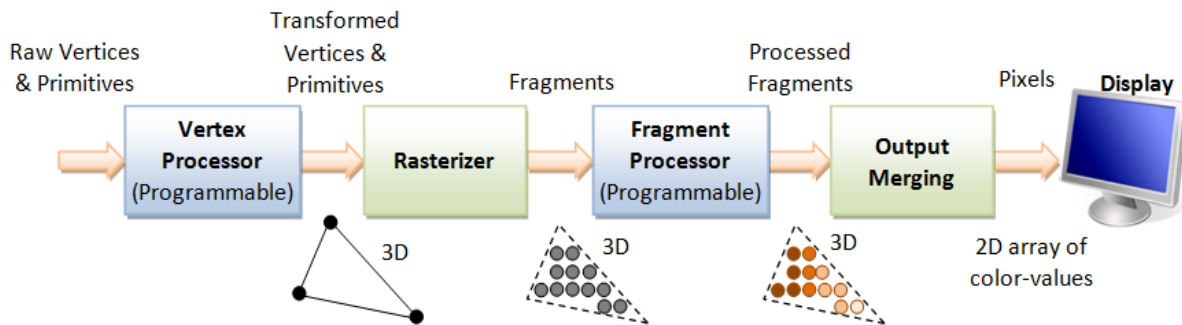 Raw Vertices
& Primitives
Transformed
Vertices &
Primitives
Fragments
Processed
Fragments
Pixels
Display
Vertex
Processor
(Programmable)
Rasterizer
Fragment
Processor
(Programmable)
Output
Merging
3D
3D
3D
2D array of
color-values